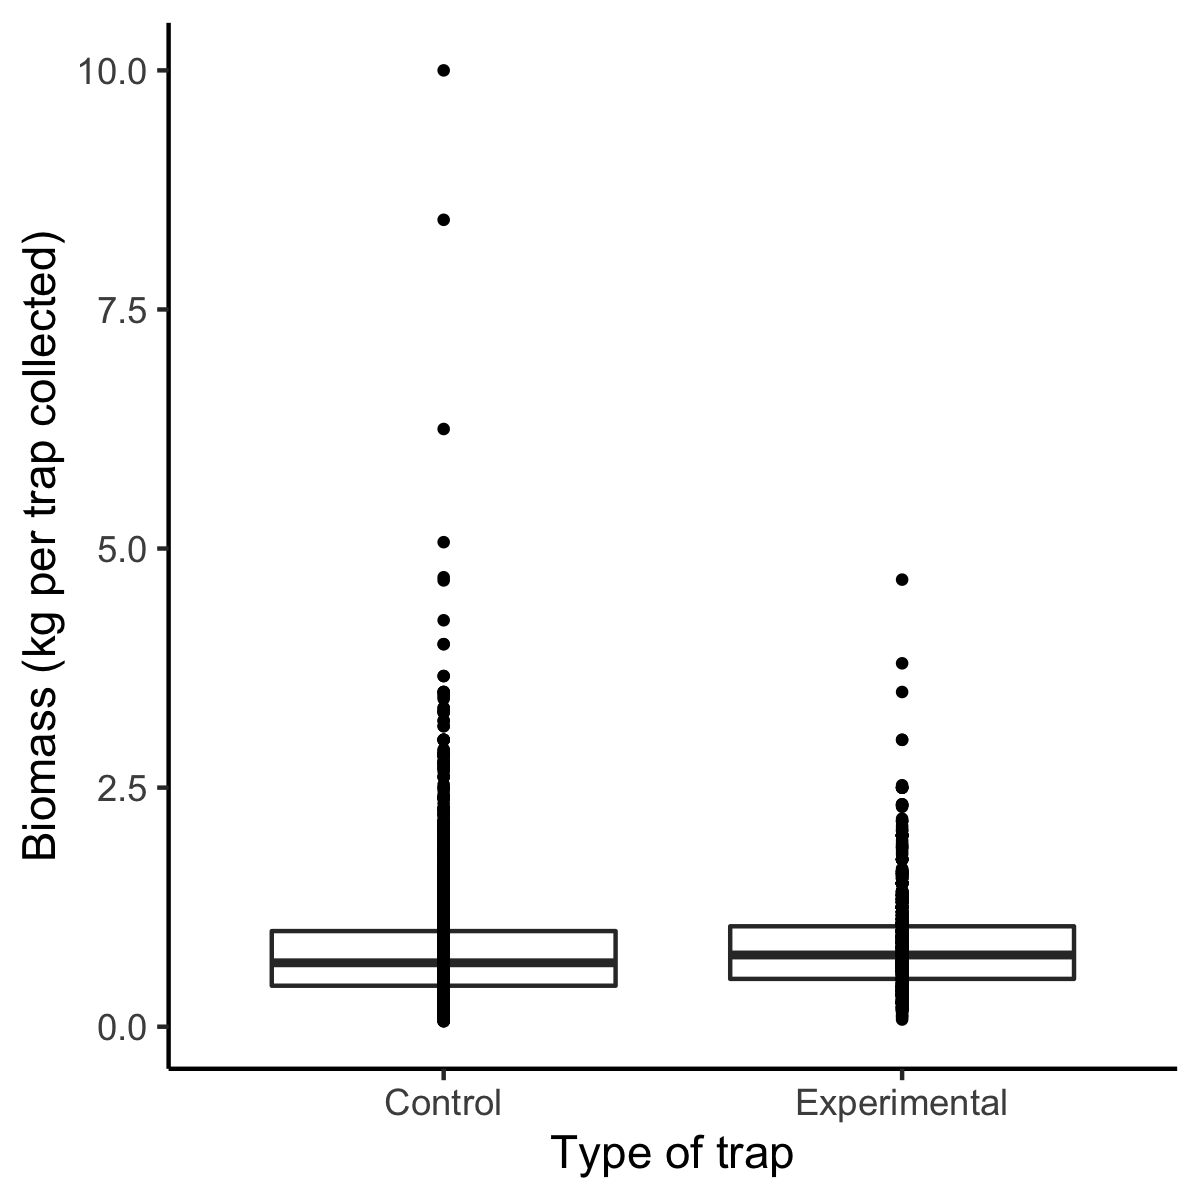 Biomass (kg per trap collected)
10.0
7.5
5.0
2.5
0.0
Control
Experimental
Type of trap